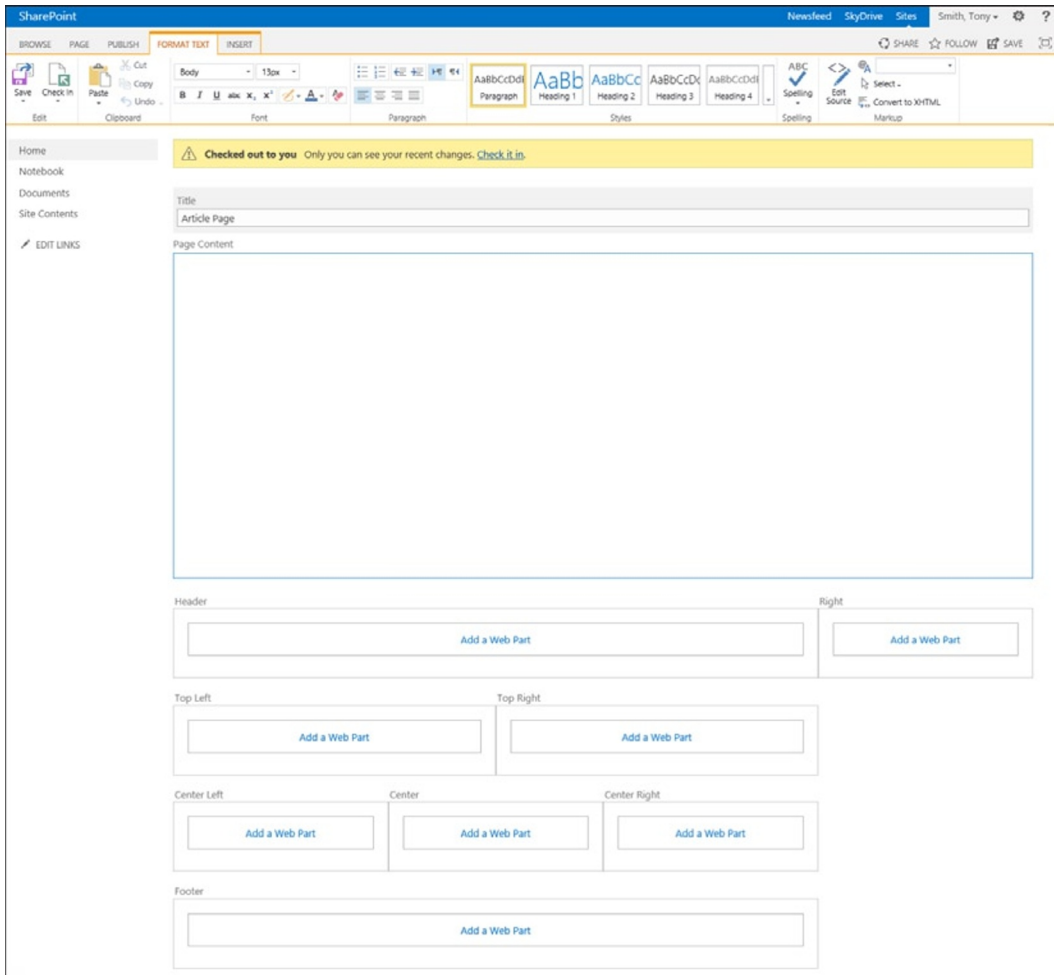 SharePoint Newsfeed SkyDrive Sites Smith, Tony ?
BROWSE PAGE PUBLISH FORMAT TEXT INSERT SHARE FOLLOW SAVE
Save Check In Paste Cut Copy Undo
Body 13px
B I U abc X₂ X² A
AaBbCcDdI AaBb AaBbCc AaBbCcDc AaBbCcDdI
Paragraph Heading 1 Heading 2 Heading 3 Heading 4
ABC Spelling Edit Source Select Convert to XHTML
Edit Clipboard Font Paragraph Styles Spelling Markup
Home
Notebook
Documents
Site Contents
EDIT LINKS
Checked out to you Only you can see your recent changes. Check it in.
Title
Article Page
Page Content
Header Right
Add a Web Part Add a Web Part
Top Left Top Right
Add a Web Part Add a Web Part
Center Left Center Center Right
Add a Web Part Add a Web Part Add a Web Part
Footer
Add a Web Part